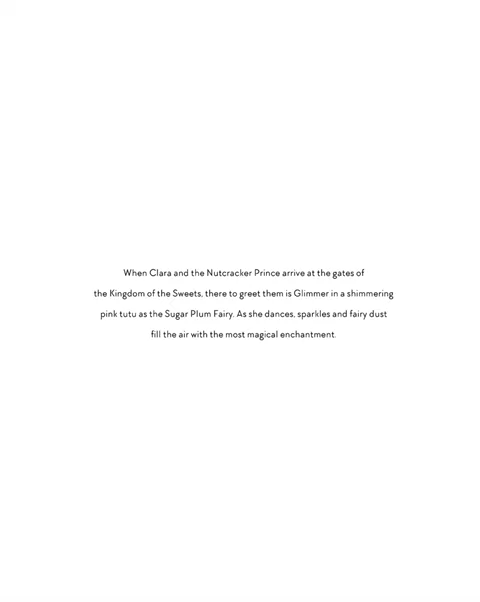 When Clara and the Nutcracker Prince arrive at the gates of
the Kingdom of the Sweets, there to greet them is Glimmer in a shimmering
pink tutu as the Sugar Plum Fairy. As she dances, sparkles and fairy dust
fill the air with the most magical enchantment.